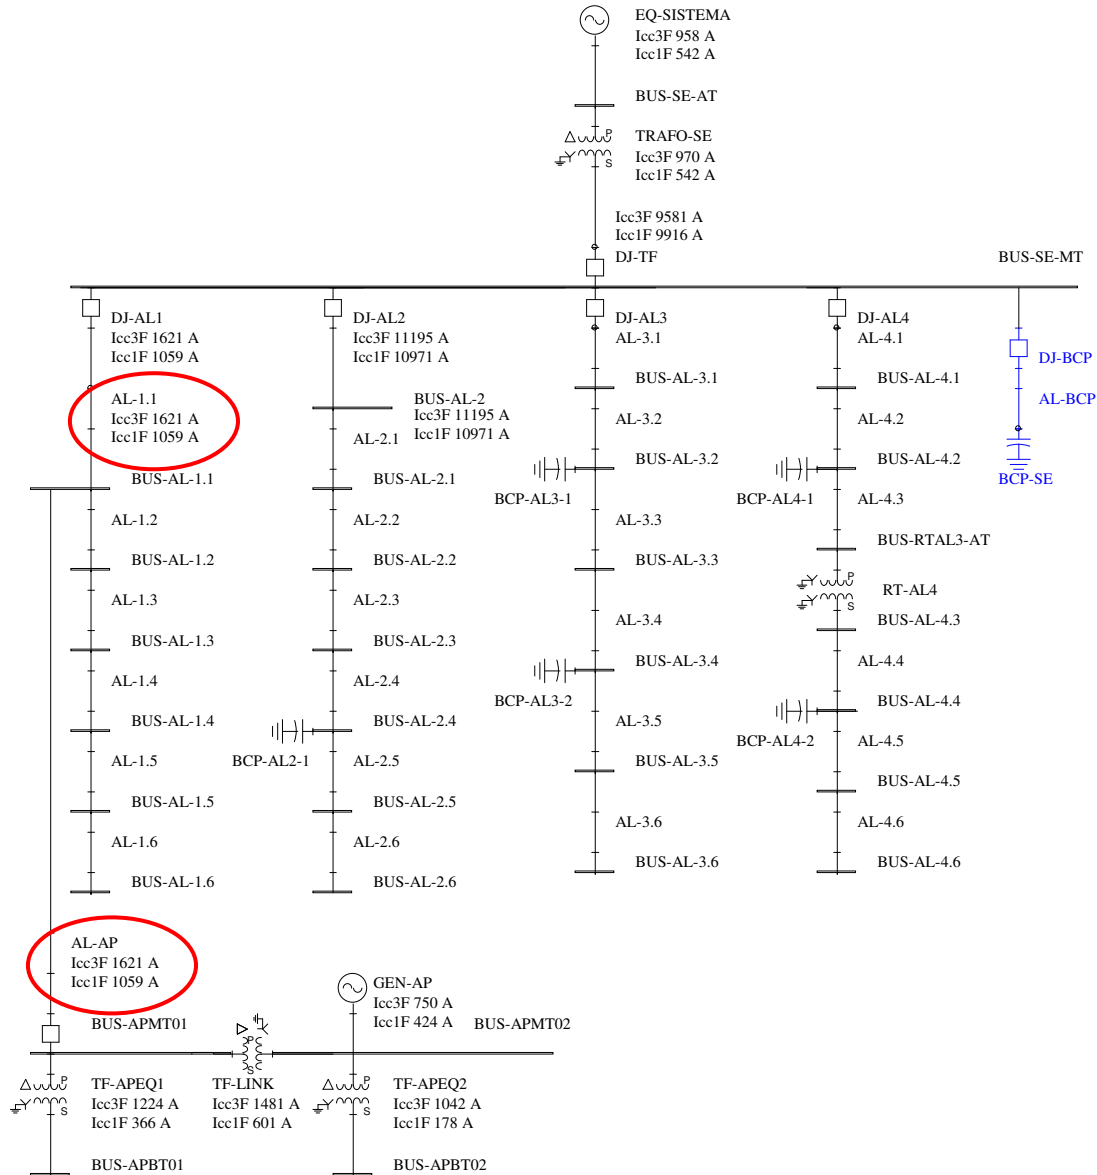 EQ-SISTEMA
Icc3F 958 A
Icc1F 542 A
BUS-SE-AT
P
TRAFO-SE
S
Icc3F 970 A
Icc1F 542 A
Icc3F 9581 A
Icc1F 9916 A
DJ-TF
BUS-SE-MT
DJ-AL1
Icc3F 1621 A
Icc1F 1059 A
DJ-AL2
Icc3F 11195 A
Icc1F 10971 A
DJ-AL3
AL-3.1
DJ-AL4
AL-4.1
DJ-BCP
AL-BCP
BCP-SE
AL-1.1
Icc3F 1621 A
Icc1F 1059 A
BUS-AL-1.1
AL-1.2
BUS-AL-1.2
AL-1.3
BUS-AL-1.3
AL-1.4
BUS-AL-1.4
AL-1.5
BUS-AL-1.5
AL-1.6
BUS-AL-1.6
BUS-AL-2
Icc3F 11195 A
Icc1F 10971 A
AL-2.1
BUS-AL-2.1
AL-2.2
BUS-AL-2.2
AL-2.3
BUS-AL-2.3
AL-2.4
BUS-AL-2.4
BCP-AL2-1
AL-2.5
BUS-AL-2.5
AL-2.6
BUS-AL-2.6
BUS-AL-3.1
AL-3.2
BUS-AL-3.2
BCP-AL3-1
AL-3.3
BUS-AL-3.3
AL-3.4
BUS-AL-3.4
BCP-AL3-2
AL-3.5
BUS-AL-3.5
AL-3.6
BUS-AL-3.6
BUS-AL-4.1
AL-4.2
BUS-AL-4.2
BCP-AL4-1
AL-4.3
BUS-RTAL3-AT
P
RT-AL4
S
BUS-AL-4.3
AL-4.4
BUS-AL-4.4
BCP-AL4-2
AL-4.5
BUS-AL-4.5
AL-4.6
BUS-AL-4.6
AL-AP
Icc3F 1621 A
Icc1F 1059 A
BUS-APMT01
GEN-AP
Icc3F 750 A
Icc1F 424 A
BUS-APMT02
P
S
P
TF-APEQ1
S
Icc3F 1224 A
Icc1F 366 A
TF-LINK
Icc3F 1481 A
Icc1F 601 A
P
TF-APEQ2
S
Icc3F 1042 A
Icc1F 178 A
BUS-APBT01
BUS-APBT02